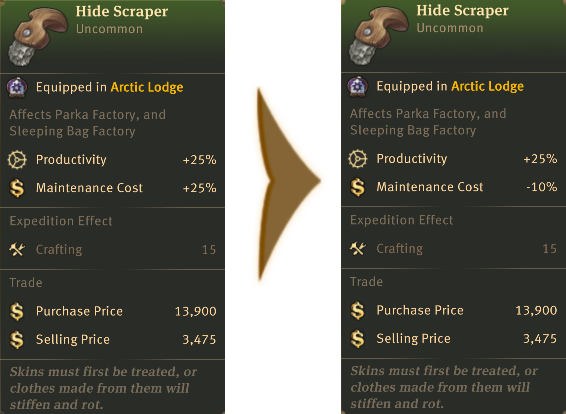 Hide Scraper
Uncommon
Equipped in Arctic Lodge
Affects Parka Factory, and
Sleeping Bag Factory
Productivity +25%
Maintenance Cost +25%
Expedition Effect
Crafting 15
Trade
Purchase Price 13,900
Selling Price 3,475
Skins must first be treated, or
clothes made from them will
stiffen and rot.
Hide Scraper
Uncommon
Equipped in Arctic Lodge
Affects Parka Factory, and
Sleeping Bag Factory
Productivity +25%
Maintenance Cost -10%
Expedition Effect
Crafting 15
Trade
Purchase Price 13,900
Selling Price 3,475
Skins must first be treated, or
clothes made from them will
stiffen and rot.